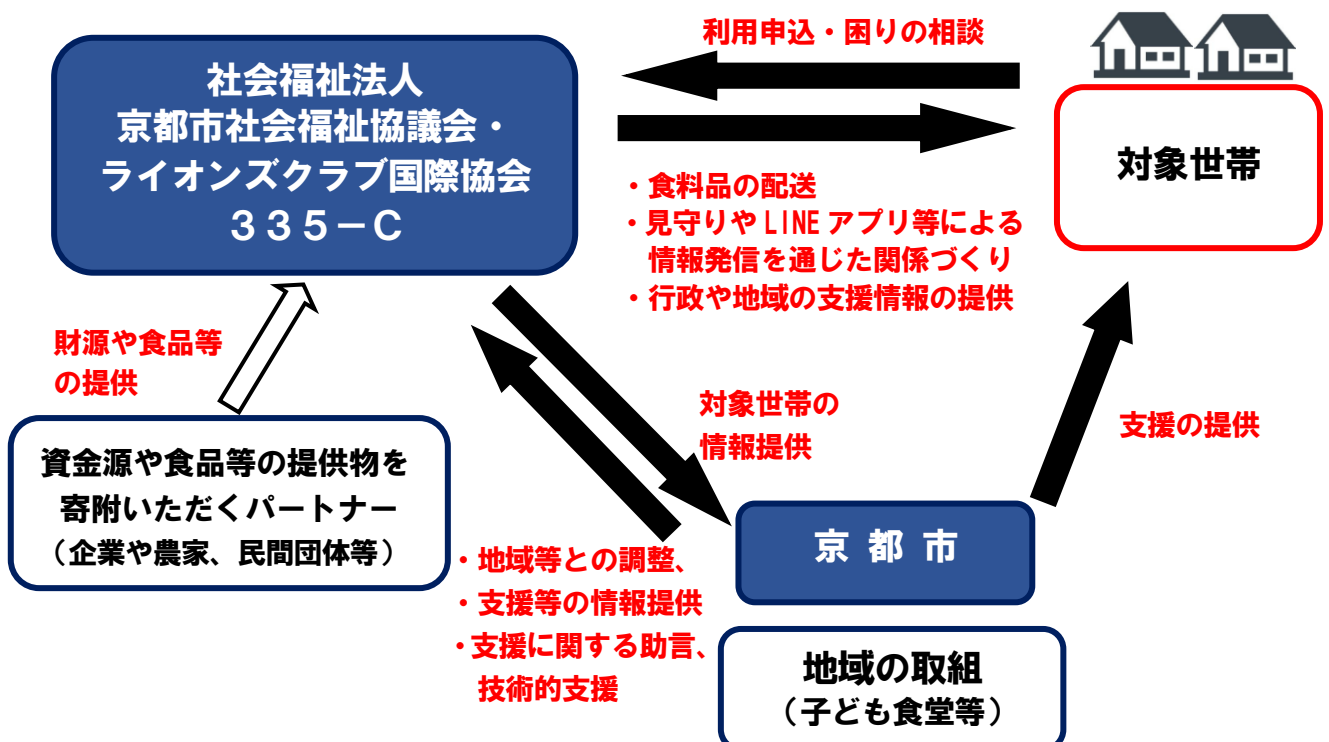 利用申込・困りの相談
社会福祉法人
京都市社会福祉協議会・
ライオンズクラブ国際協会
３３５－Ｃ
対象世帯
・食料品の配送
・見守りや LINE アプリ等による
情報発信を通じた関係づくり
・行政や地域の支援情報の提供
財源や食品等
の提供
対象世帯の
情報提供
支援の提供
資金源や食品等の提供物を
寄附いただくパートナー
（企業や農家、民間団体等）
京 都 市
・地域等との調整、
・支援等の情報提供
・支援に関する助言、
技術的支援
地域の取組
（子ども食堂等）